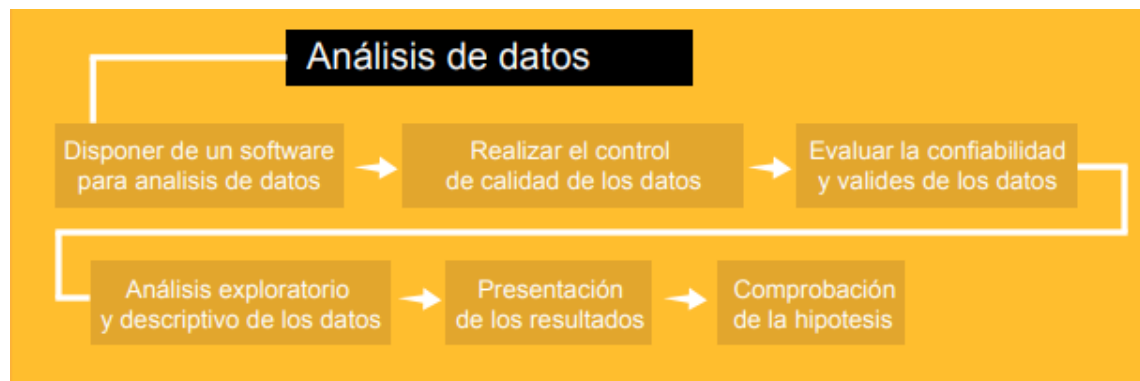 Análisis de datos
Disponer de un software
para analisis de datos
Realizar el control
de calidad de los datos
Evaluar la confiabilidad
y valides de los datos
Análisis exploratorio
y descriptivo de los datos
Presentación
de los resultados
Comprobación
de la hipotesis